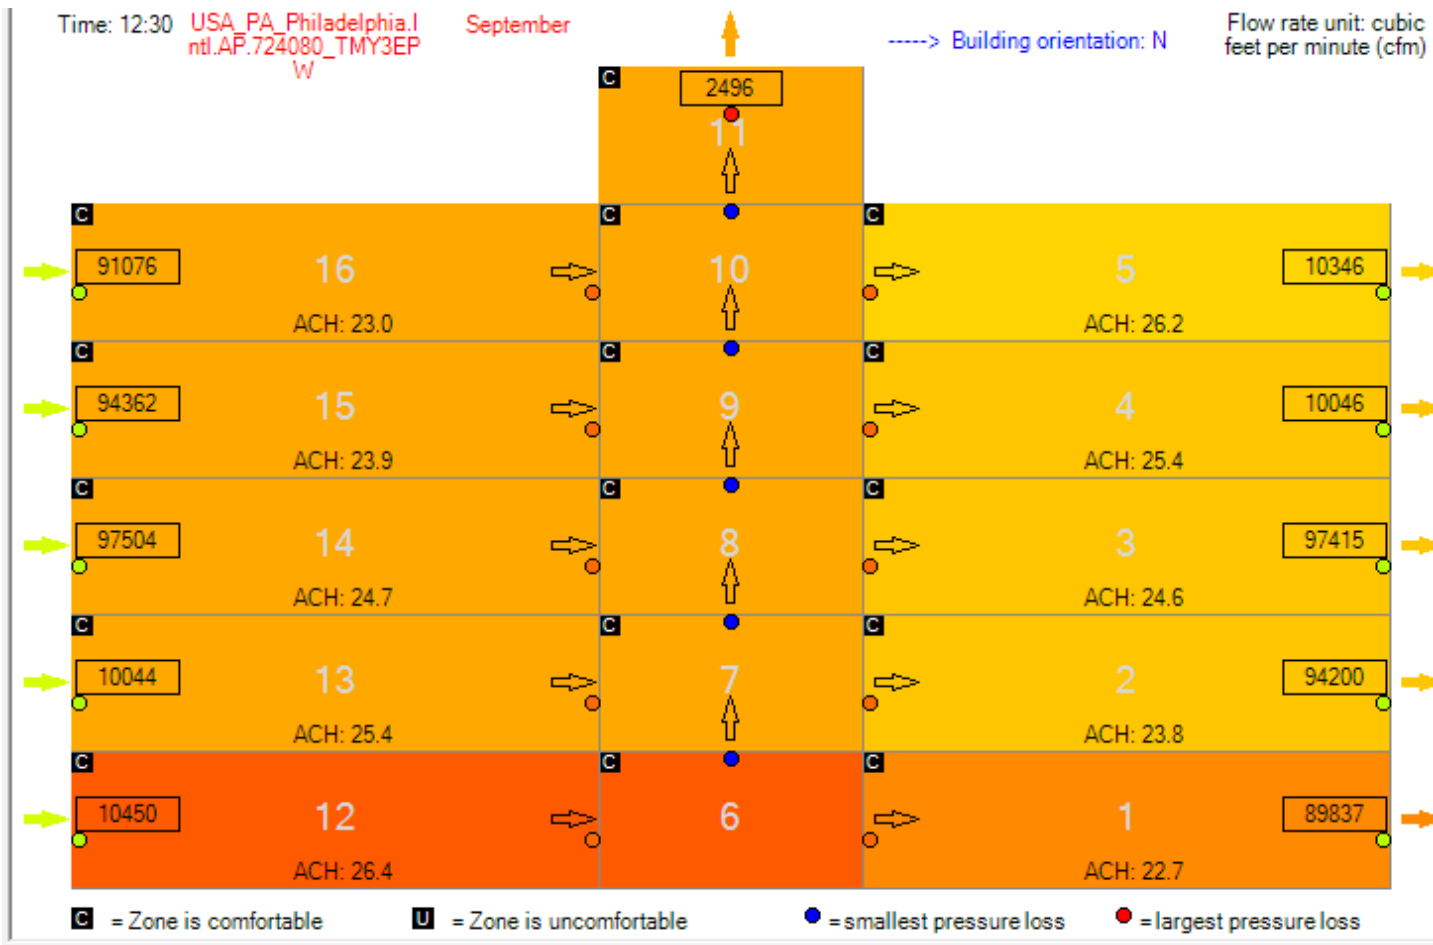 Time: 12:30
USA_PA_Philadelphia.I
ntl.AP.724080_TMY3EP
W
September
-----> Building orientation: N
Flow rate unit: cubic
feet per minute (cfm)
C
2496
11
C
91076
16
ACH: 23.0
C
10
C
5
10346
ACH: 26.2
C
94362
15
ACH: 23.9
C
9
C
4
10046
ACH: 25.4
C
97504
14
ACH: 24.7
C
8
C
3
97415
ACH: 24.6
C
10044
13
ACH: 25.4
C
7
C
2
94200
ACH: 23.8
C
10450
12
ACH: 26.4
C
6
C
1
89837
ACH: 22.7
C = Zone is comfortable
U = Zone is uncomfortable
=smallest pressure loss
=largest pressure loss